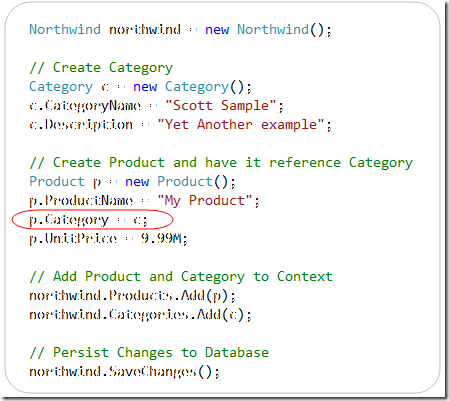 Northwind northwind = new Northwind();
// Create Category
Category c = new Category();
c.CategoryName = "Scott Sample";
c.Description = "Yet Another example";
// Create Product and have it reference Category
Product p = new Product();
p.ProductName = "My Product";
p.Category = c;
p.UnitPrice = 9.99M;
// Add Product and Category to Context
northwind.Products.Add(p);
northwind.Categories.Add(c);
// Persist Changes to Database
northwind.SaveChanges();